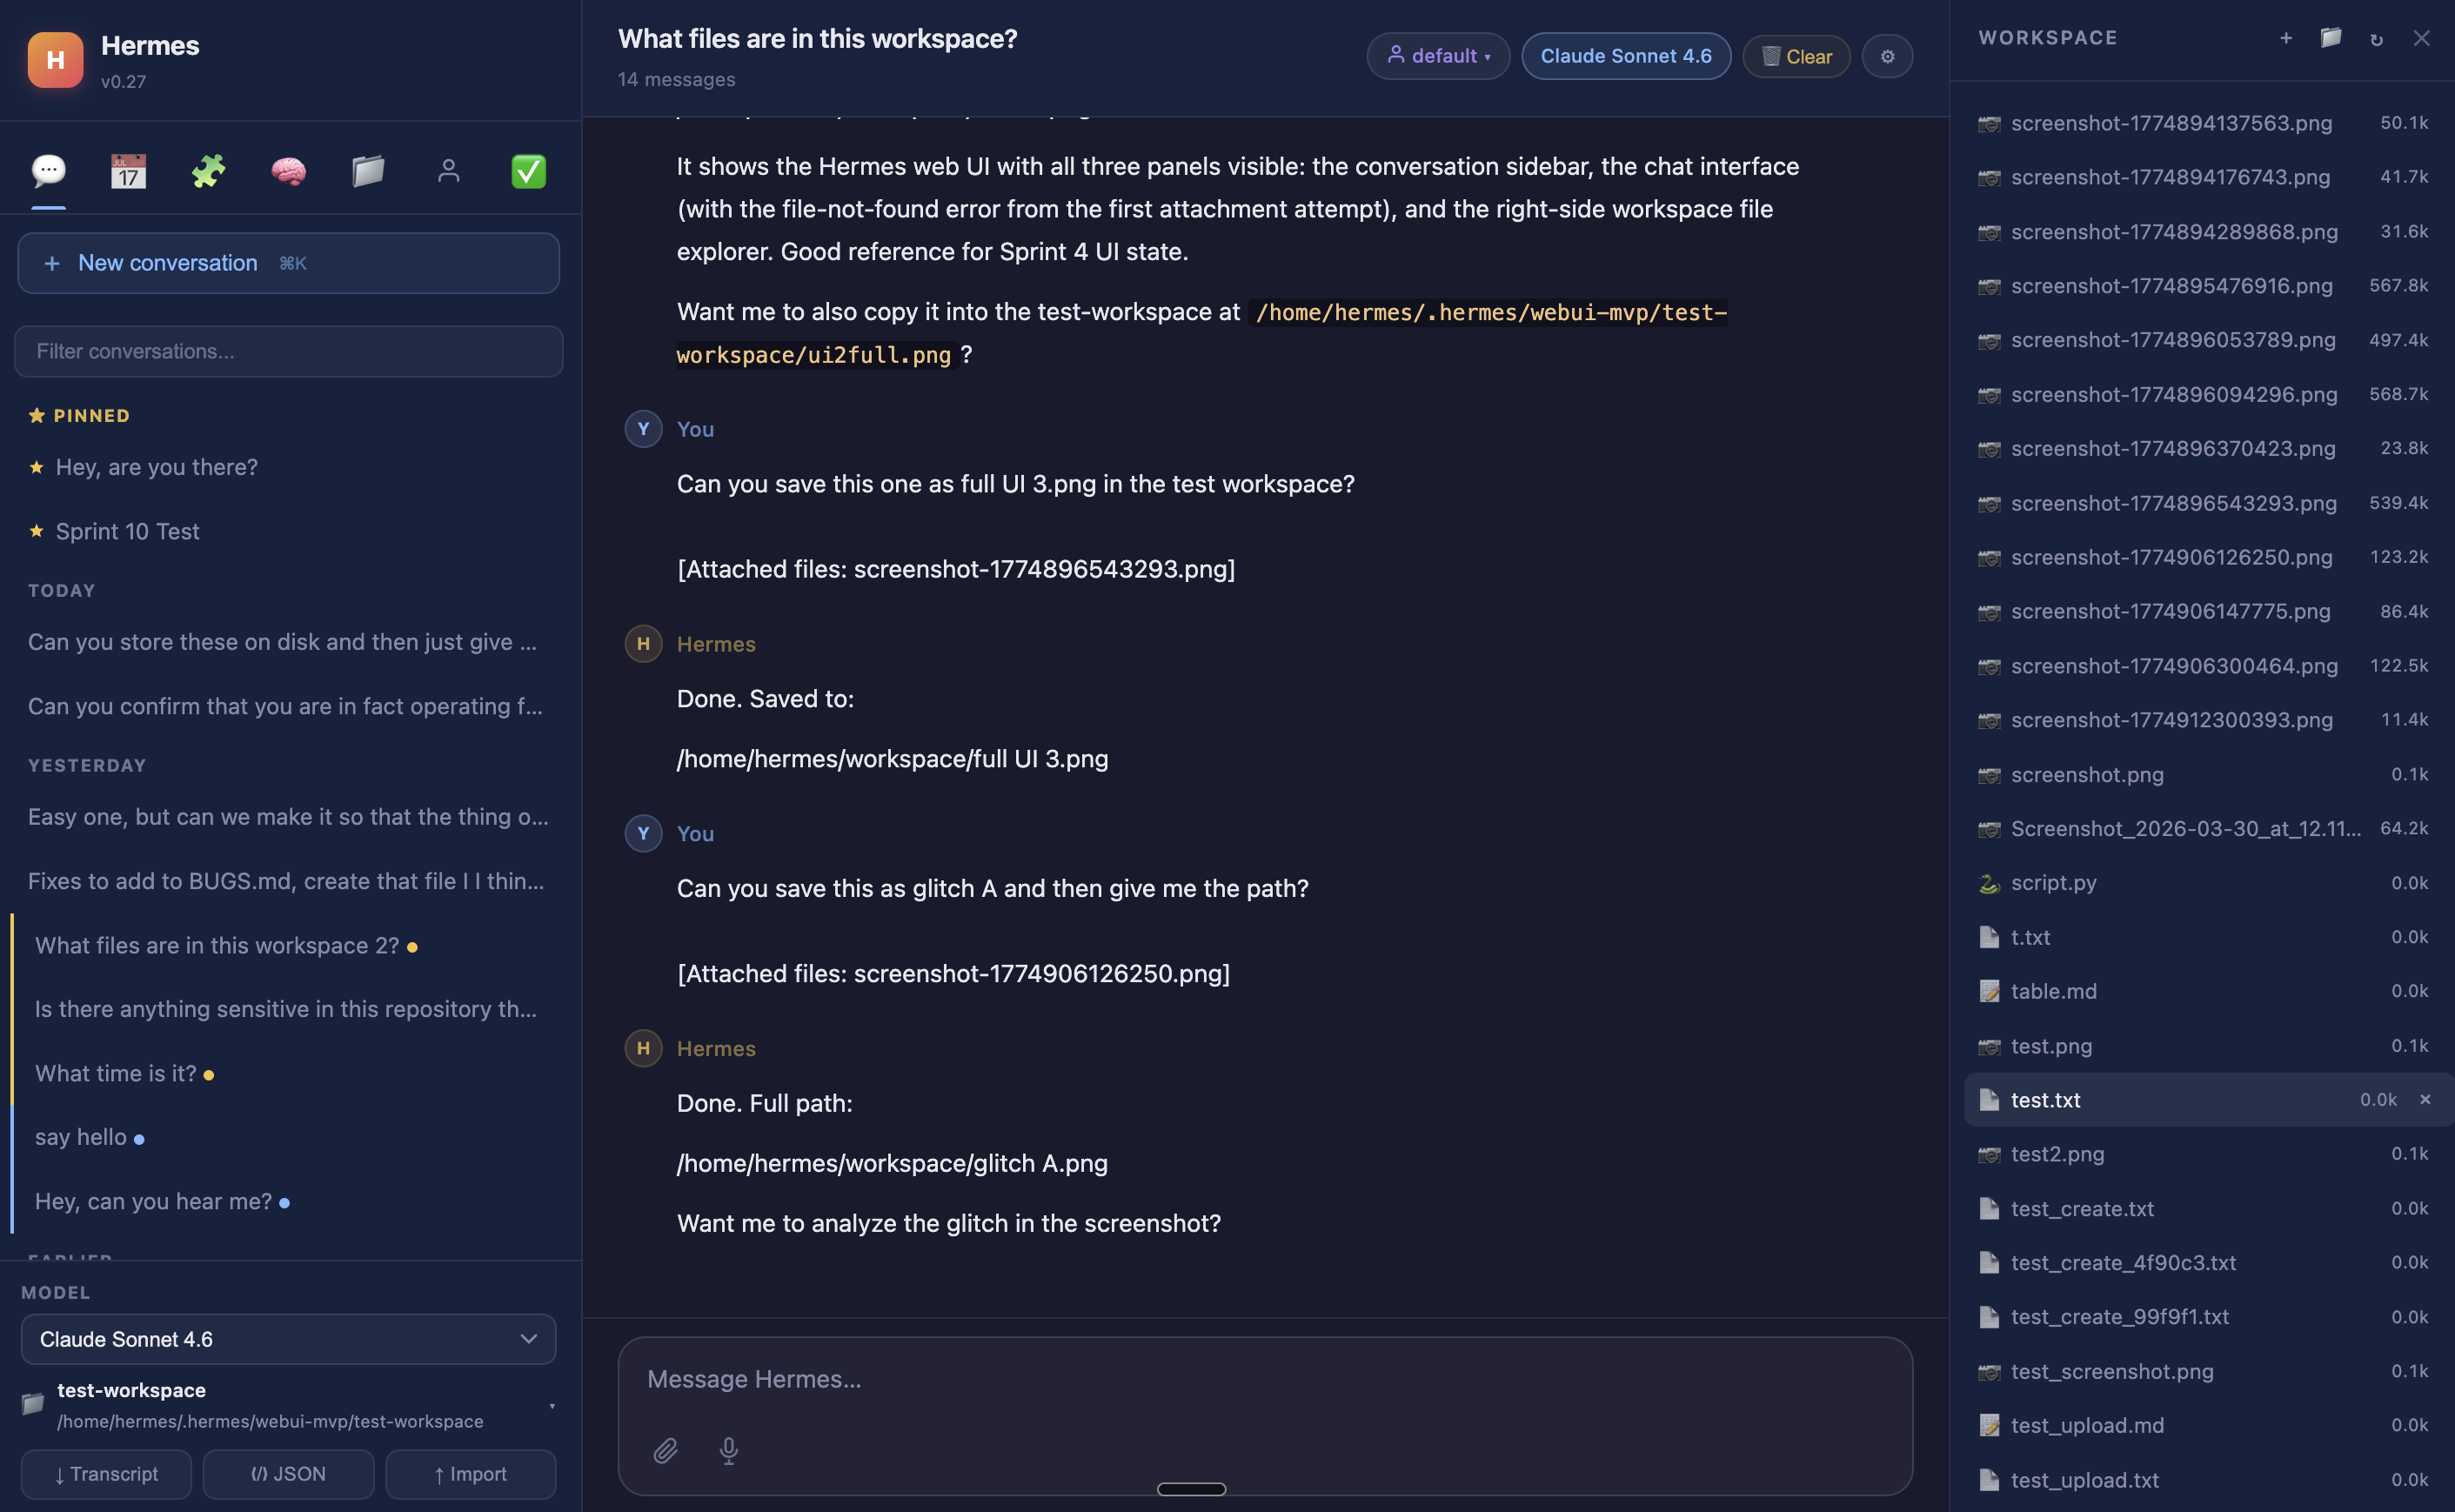 H
Hermes
v0.27
JUL
17
+ New conversation ⌘K
Filter conversations...
★ PINNED
★ Hey, are you there?
★ Sprint 10 Test
TODAY
Can you store these on disk and then just give ...
Can you confirm that you are in fact operating f...
YESTERDAY
Easy one, but can we make it so that the thing o...
Fixes to add to BUGS.md, create that file I I thin...
What files are in this workspace 2?
Is there anything sensitive in this repository th...
What time is it?
say hello
Hey, can you hear me?
EARLIER
MODEL
Claude Sonnet 4.6
test-workspace
/home/hermes/.hermes/webui-mvp/test-workspace
↓ Transcript
{/} JSON
↑ Import
What files are in this workspace?
14 messages
default ▾
Claude Sonnet 4.6
Clear
It shows the Hermes web UI with all three panels visible: the conversation sidebar, the chat interface
(with the file-not-found error from the first attachment attempt), and the right-side workspace file
explorer. Good reference for Sprint 4 UI state.
Want me to also copy it into the test-workspace at /home/hermes/.hermes/webui-mvp/test-
workspace/ui2full.png ?
Y You
Can you save this one as full UI 3.png in the test workspace?
[Attached files: screenshot-1774896543293.png]
H Hermes
Done. Saved to:
/home/hermes/workspace/full UI 3.png
Y You
Can you save this as glitch A and then give me the path?
[Attached files: screenshot-1774906126250.png]
H Hermes
Done. Full path:
/home/hermes/workspace/glitch A.png
Want me to analyze the glitch in the screenshot?
Message Hermes...
WORKSPACE
screenshot-1774894137563.png 50.1k
screenshot-1774894176743.png 41.7k
screenshot-1774894289868.png 31.6k
screenshot-1774895476916.png 567.8k
screenshot-1774896053789.png 497.4k
screenshot-1774896094296.png 568.7k
screenshot-1774896370423.png 23.8k
screenshot-1774896543293.png 539.4k
screenshot-1774906126250.png 123.2k
screenshot-1774906147775.png 86.4k
screenshot-1774906300464.png 122.5k
screenshot-1774912300393.png 11.4k
screenshot.png 0.1k
Screenshot_2026-03-30_at_12.11... 64.2k
script.py 0.0k
t.txt 0.0k
table.md 0.0k
test.png 0.1k
test.txt 0.0k ×
test2.png 0.1k
test_create.txt 0.0k
test_create_4f90c3.txt 0.0k
test_create_99f9f1.txt 0.0k
test_screenshot.png 0.1k
test_upload.md 0.0k
test_upload.txt 0.0k